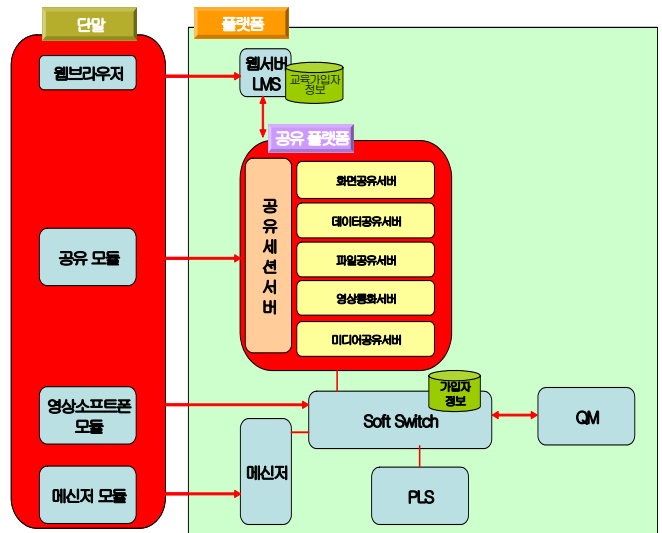 단말
플랫폼
웹브라우저
웹서버
LMS
교육가입자
정보
공유 플랫폼
공유세션서버
화면공유서버
데이터공유서버
파일공유서버
영상통화서버
미디어공유서버
공유 모듈
영상소프트폰
모듈
가입자
정보
Soft Switch
QM
메신저 모듈
메신저
PLS